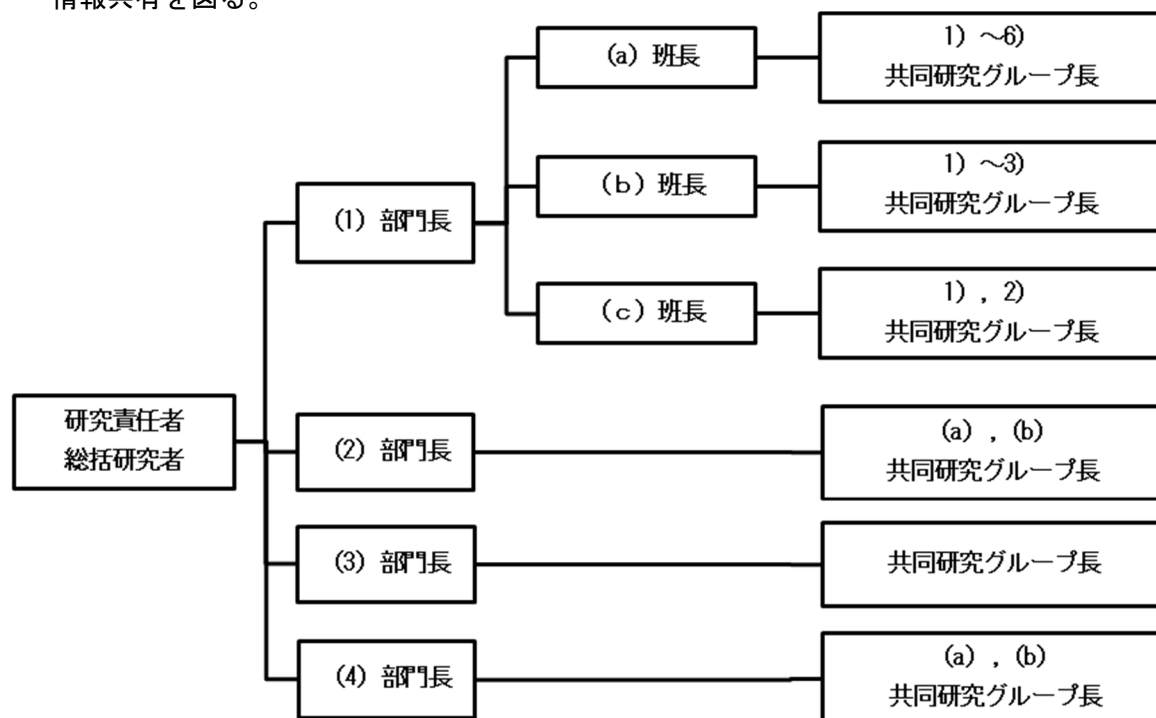 情報共有を図る。
(a) 班長
1) ~6)
共同研究グループ長
(1) 部門長
(b) 班長
1) ~3)
共同研究グループ長
(c) 班長
1) , 2)
共同研究グループ長
研究責任者
総括研究者
(2) 部門長
(a) , (b)
共同研究グループ長
(3) 部門長
共同研究グループ長
(4) 部門長
(a) , (b)
共同研究グループ長